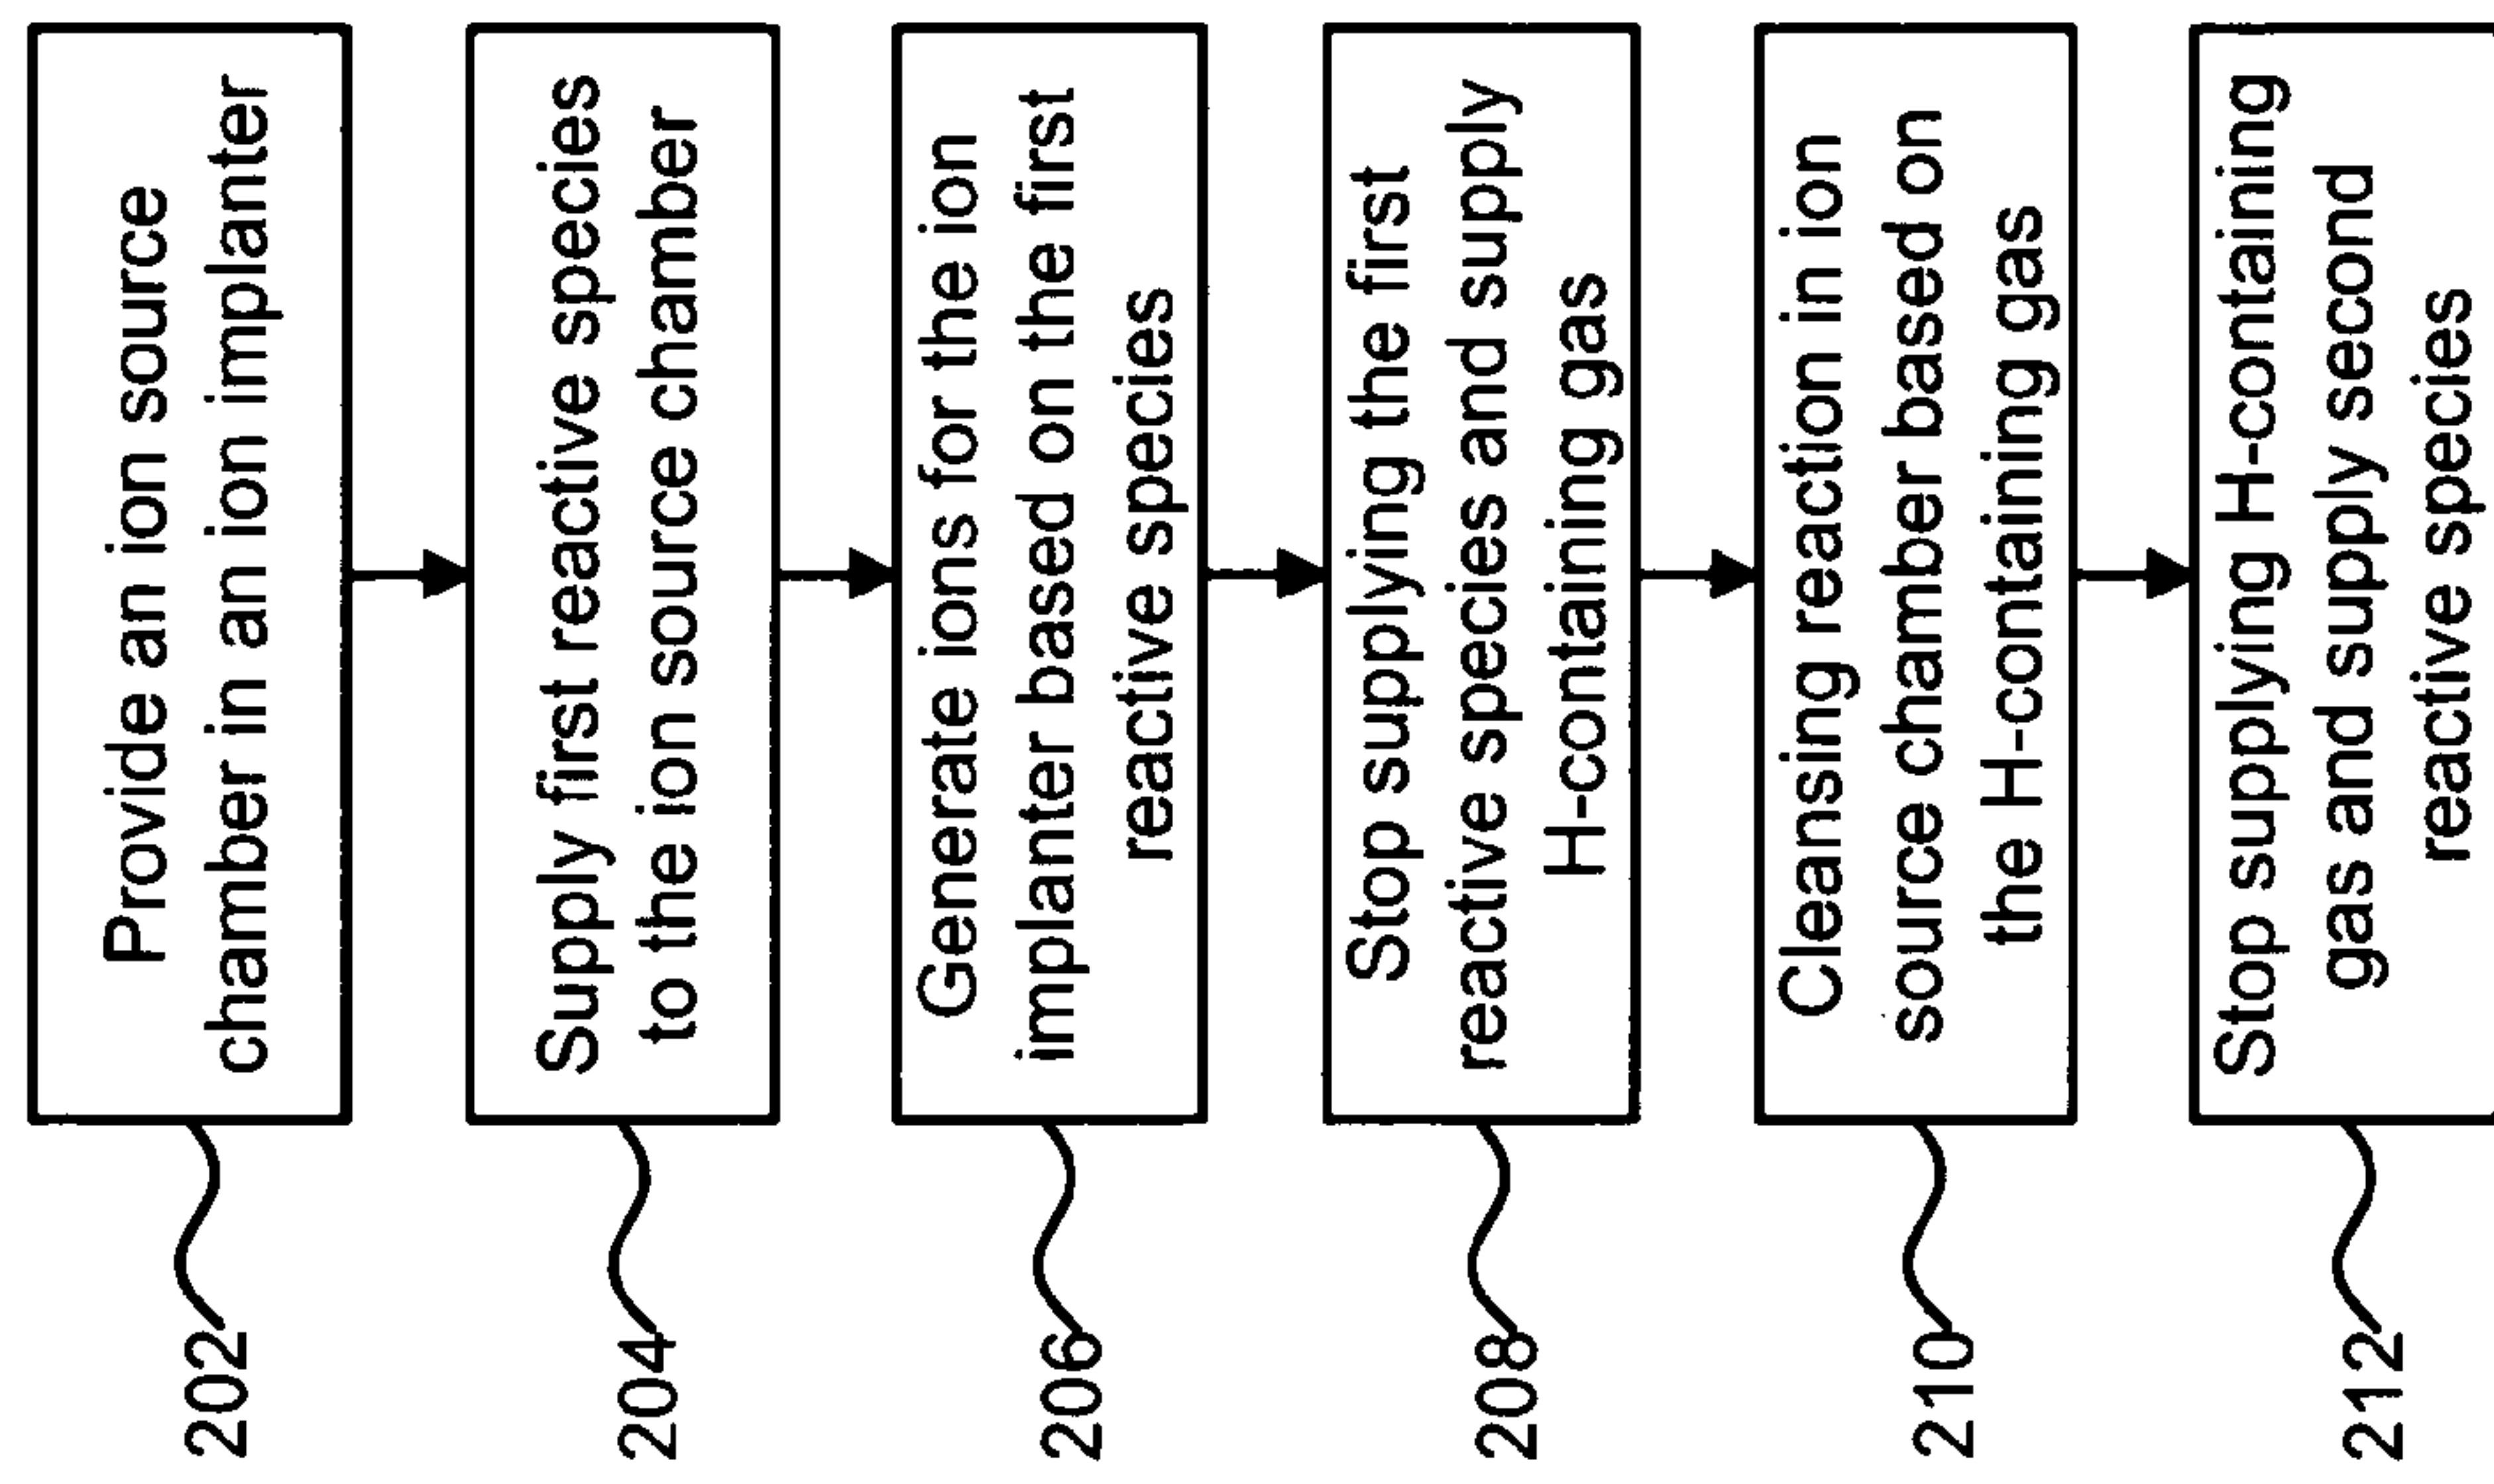 202
Provide an ion source
chamber in an ion implanter
204
Supply first reactive species
to the ion source chamber
206
Generate ions for the ion
implanter based on the first
reactive species
208
Stop supplying the first
reactive species and supply
H-containing gas
210
Cleansing reaction in ion
source chamber based on
the H-containing gas
212
Stop supplying H-containing
gas and supply second
reactive species